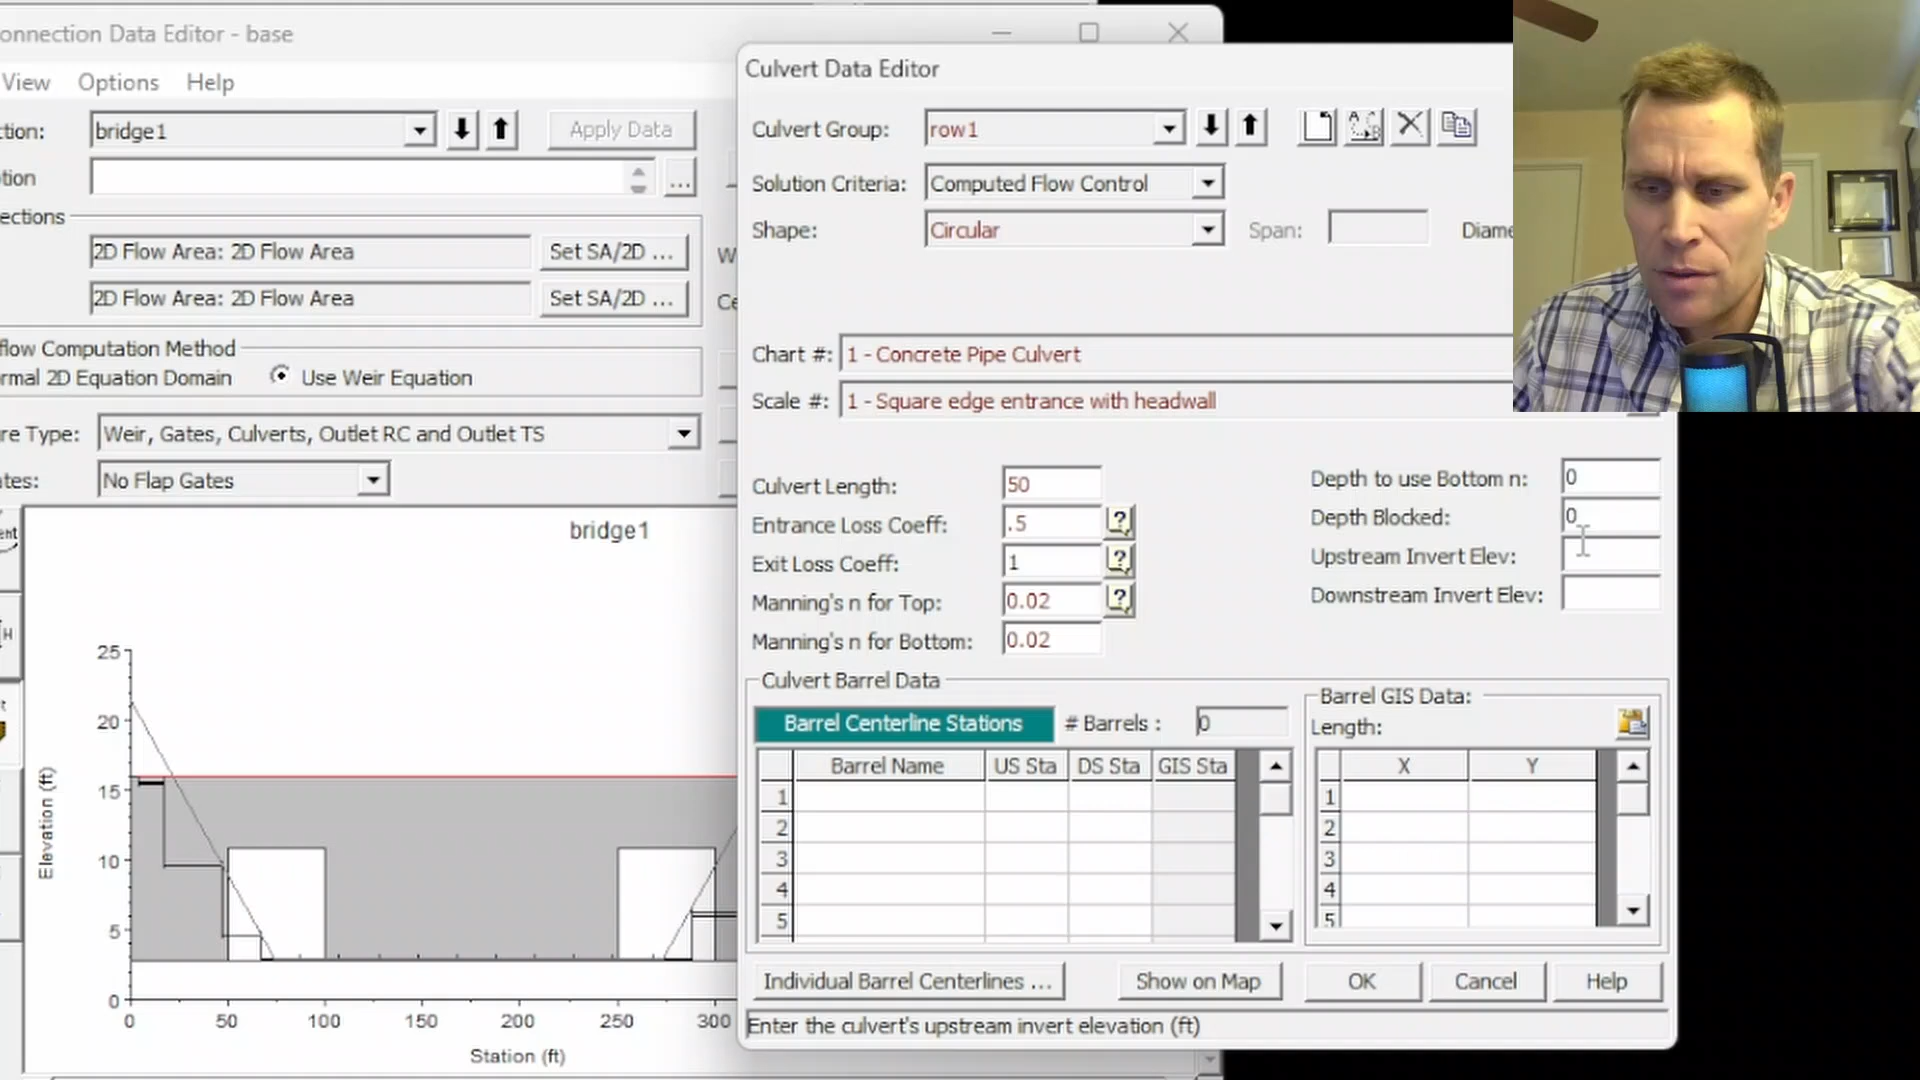 onnection Data Editor - base
View Options Help
ction: bridge1 Apply Data
otion ...
ections
2D Flow Area: 2D Flow Area Set SA/2D ...
2D Flow Area: 2D Flow Area Set SA/2D ...
flow Computation Method
rmal 2D Equation Domain Use Weir Equation
re Type: Weir, Gates, Culverts, Outlet RC and Outlet TS
ates: No Flap Gates
bridge1
25
20
15
10
5
0
Elevation (ft)
0 50 100 150 200 250 300
Station (ft)
Culvert Data Editor
Culvert Group: row1
Solution Criteria: Computed Flow Control
Shape: Circular Span: Diame
Chart #: 1 - Concrete Pipe Culvert
Scale #: 1 - Square edge entrance with headwall
Culvert Length: 50
Entrance Loss Coeff: .5 ?
Exit Loss Coeff: 1 ?
Manning's n for Top: 0.02 ?
Manning's n for Bottom: 0.02
Depth to use Bottom n: 0
Depth Blocked: 0
Upstream Invert Elev:
Downstream Invert Elev:
Culvert Barrel Data
Barrel Centerline Stations # Barrels : 0
Barrel Name US Sta DS Sta GIS Sta
1
2
3
4
5
Barrel GIS Data:
Length:
X Y
1
2
3
4
5
Individual Barrel Centerlines ... Show on Map OK Cancel Help
Enter the culvert's upstream invert elevation (ft)